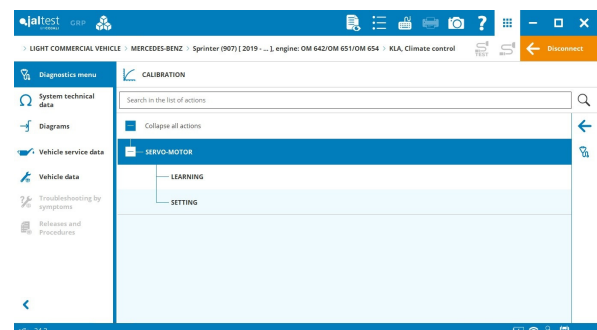 jaltest GRP
> LIGHT COMMERCIAL VEHICLE > MERCEDES-BENZ > Sprinter (907) [ 2019 - ... ], engine: OM 642/OM 651/OM 654 > KLA, Climate control
TEST
Disconnect
Diagnostics menu
CALIBRATION
System technical
data
Search in the list of actions
Collapse all actions
Diagrams
Vehicle service data
SERVO-MOTOR
Vehicle data
LEARNING
Troubleshooting by
symptoms
SETTING
Releases and
Procedures